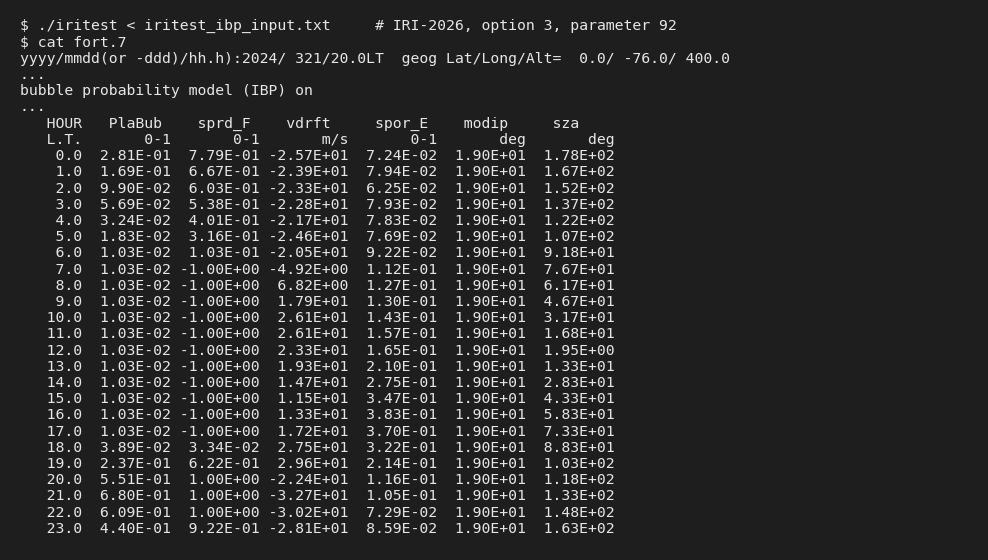 $ ./iritest < iritest_ibp_input.txt     # IRI-2026, option 3, parameter 92
$ cat fort.7
yyyy/mmdd(or -ddd)/hh.h):2024/ 321/20.0LT  geog Lat/Long/Alt=  0.0/ -76.0/ 400.0
...
bubble probability model (IBP) on
...
   HOUR   PlaBub    sprd_F    vdrft     spor_E    modip     sza
   L.T.       0-1       0-1       m/s       0-1       deg       deg
    0.0  2.81E-01  7.79E-01 -2.57E+01  7.24E-02  1.90E+01  1.78E+02
    1.0  1.69E-01  6.67E-01 -2.39E+01  7.94E-02  1.90E+01  1.67E+02
    2.0  9.90E-02  6.03E-01 -2.33E+01  6.25E-02  1.90E+01  1.52E+02
    3.0  5.69E-02  5.38E-01 -2.28E+01  7.93E-02  1.90E+01  1.37E+02
    4.0  3.24E-02  4.01E-01 -2.17E+01  7.83E-02  1.90E+01  1.22E+02
    5.0  1.83E-02  3.16E-01 -2.46E+01  7.69E-02  1.90E+01  1.07E+02
    6.0  1.03E-02  1.03E-01 -2.05E+01  9.22E-02  1.90E+01  9.18E+01
    7.0  1.03E-02 -1.00E+00 -4.92E+00  1.12E-01  1.90E+01  7.67E+01
    8.0  1.03E-02 -1.00E+00  6.82E+00  1.27E-01  1.90E+01  6.17E+01
    9.0  1.03E-02 -1.00E+00  1.79E+01  1.30E-01  1.90E+01  4.67E+01
   10.0  1.03E-02 -1.00E+00  2.61E+01  1.43E-01  1.90E+01  3.17E+01
   11.0  1.03E-02 -1.00E+00  2.61E+01  1.57E-01  1.90E+01  1.68E+01
   12.0  1.03E-02 -1.00E+00  2.33E+01  1.65E-01  1.90E+01  1.95E+00
   13.0  1.03E-02 -1.00E+00  1.93E+01  2.10E-01  1.90E+01  1.33E+01
   14.0  1.03E-02 -1.00E+00  1.47E+01  2.75E-01  1.90E+01  2.83E+01
   15.0  1.03E-02 -1.00E+00  1.15E+01  3.47E-01  1.90E+01  4.33E+01
   16.0  1.03E-02 -1.00E+00  1.33E+01  3.83E-01  1.90E+01  5.83E+01
   17.0  1.03E-02 -1.00E+00  1.72E+01  3.70E-01  1.90E+01  7.33E+01
   18.0  3.89E-02  3.34E-02  2.75E+01  3.22E-01  1.90E+01  8.83E+01
   19.0  2.37E-01  6.22E-01  2.96E+01  2.14E-01  1.90E+01  1.03E+02
   20.0  5.51E-01  1.00E+00 -2.24E+01  1.16E-01  1.90E+01  1.18E+02
   21.0  6.80E-01  1.00E+00 -3.27E+01  1.05E-01  1.90E+01  1.33E+02
   22.0  6.09E-01  1.00E+00 -3.02E+01  7.29E-02  1.90E+01  1.48E+02
   23.0  4.40E-01  9.22E-01 -2.81E+01  8.59E-02  1.90E+01  1.63E+02